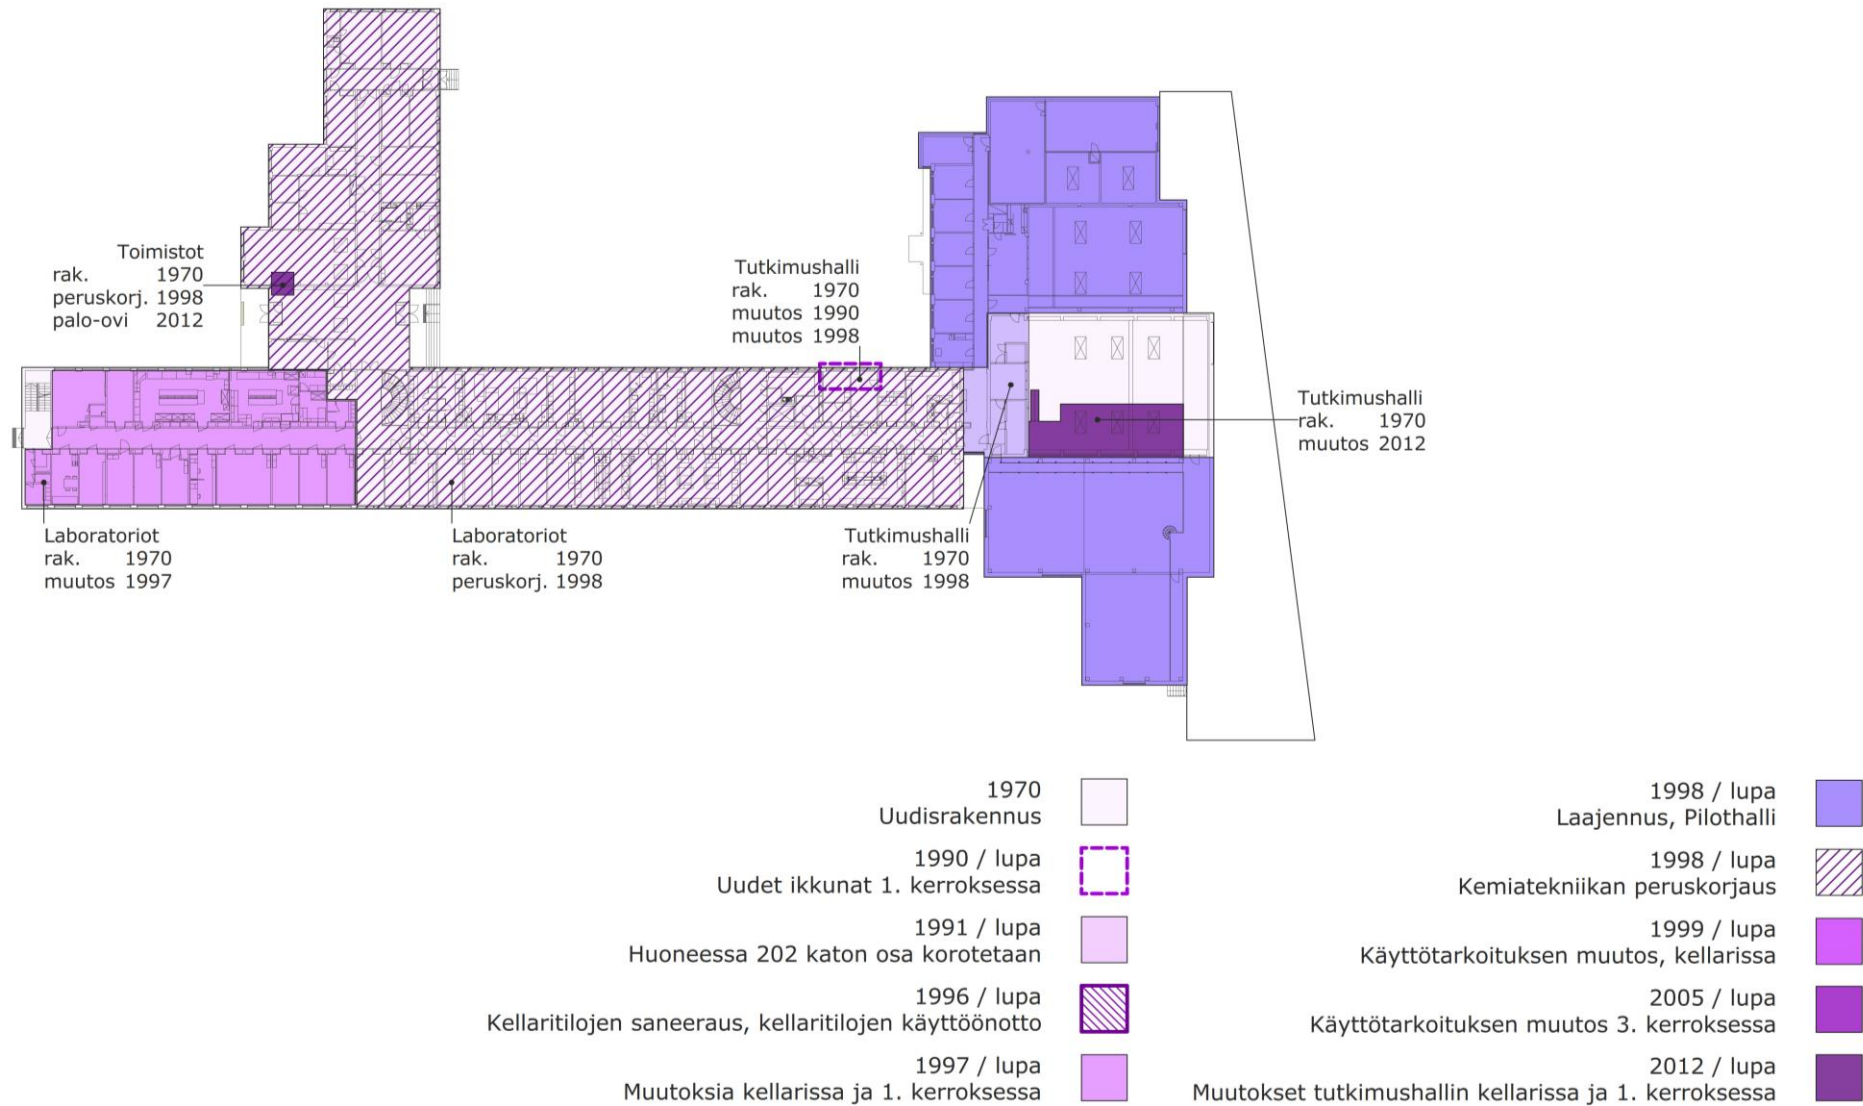 Toimistot
rak. 1970
peruskorj. 1998
palo-ovi 2012
Tutkimushalli
rak. 1970
muutos 1990
muutos 1998
Tutkimushalli
rak. 1970
muutos 2012
Laboratoriot
rak. 1970
muutos 1997
Laboratoriot
rak. 1970
peruskorj. 1998
Tutkimushalli
rak. 1970
muutos 1998
1970
Uudisrakennus
1990 / lupa
Uudet ikkunat 1. kerroksessa
1991 / lupa
Huoneessa 202 katon osa korotetaan
1996 / lupa
Kellaritilojen saneeraus, kellaritilojen käyttöönotto
1997 / lupa
Muutoksia kellarissa ja 1. kerroksessa
1998 / lupa
Laajennus, Pilothalli
1998 / lupa
Kemiatekniikan peruskorjaus
1999 / lupa
Käyttötarkoituksen muutos, kellarissa
2005 / lupa
Käyttötarkoituksen muutos 3. kerroksessa
2012 / lupa
Muutokset tutkimushallin kellarissa ja 1. kerroksessa